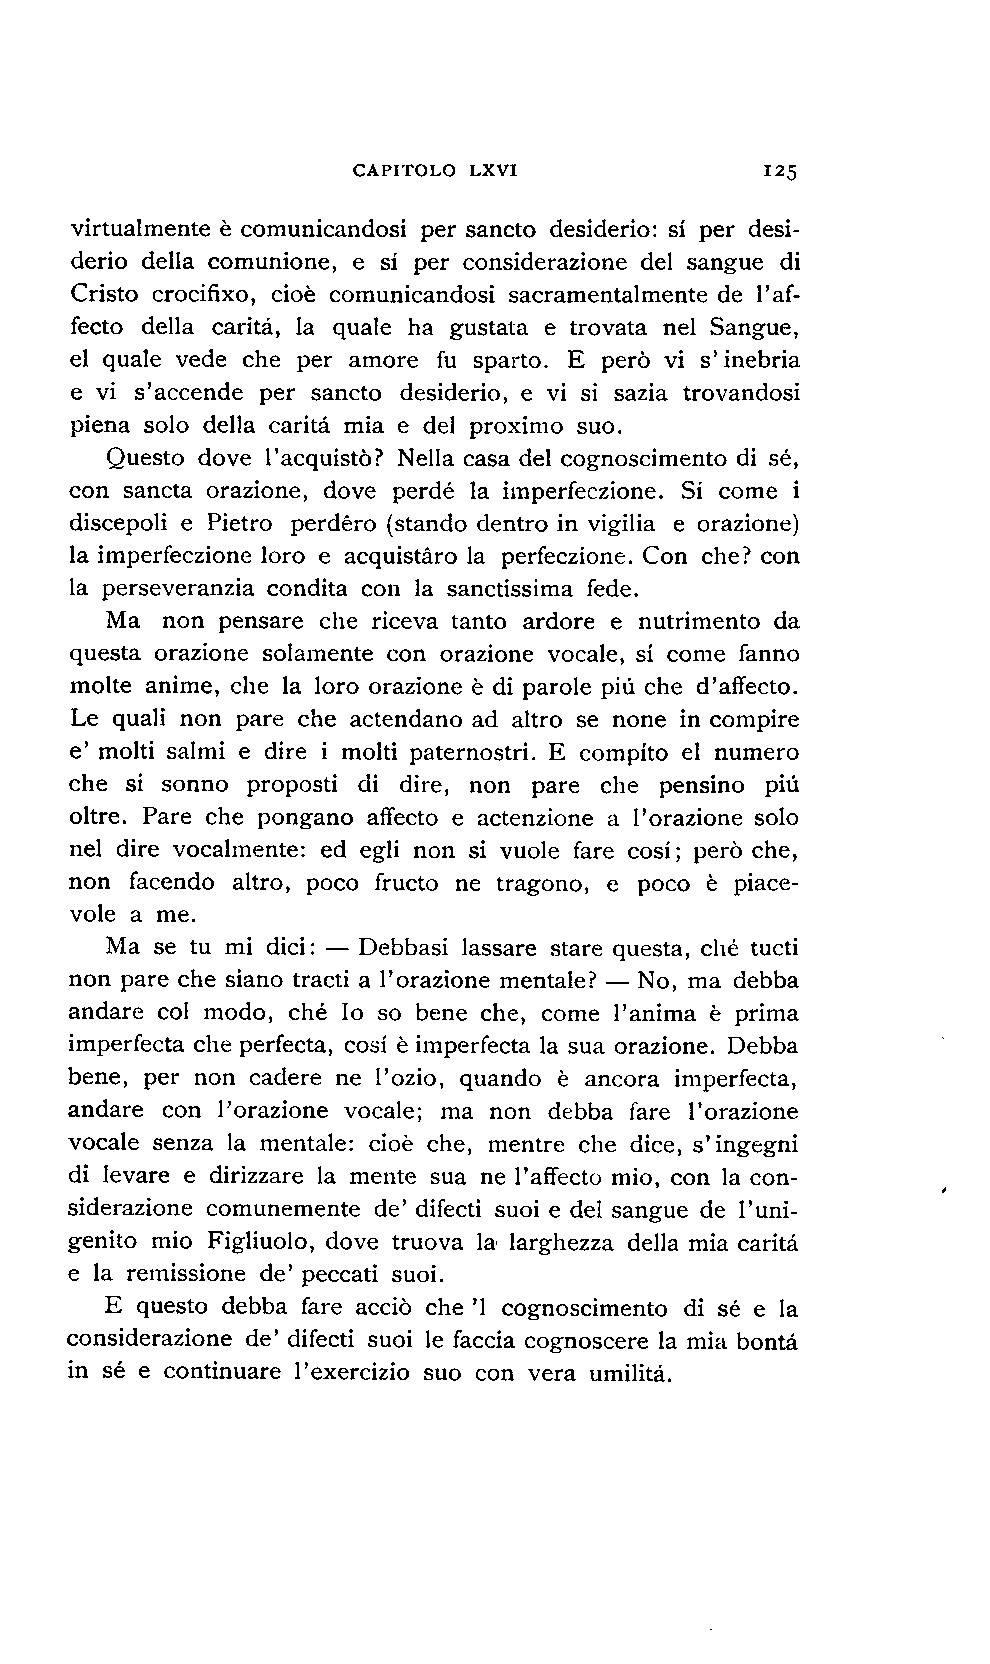 CAPITOLO LXVI 125
virtualmente è comunicandosi per sancto desiderio: sí per desi-
derio della comunione, e sí per considerazione del sangue di
Cristo crocifixo, cioè comunicandosi sacramentalmente de l'af-
fecto della caritá, la quale ha gustata e trovata nel Sangue,
el quale vede che per amore fu sparto. E però vi s'inebria
e vi s'accende per sancto desiderio, e vi si sazia trovandosi
piena solo della caritá mia e del proximo suo.
Questo dove l'acquistò? Nella casa del cognoscimento di sé,
con sancta orazione, dove perdé la imperfeczione. Sí come i
discepoli e Pietro perdêro (stando dentro in vigilia e orazione)
la imperfeczione loro e acquistâro la perfeczione. Con che? con
la perseveranzia condita con la sanctissima fede.
Ma non pensare che riceva tanto ardore e nutrimento da
questa orazione solamente con orazione vocale, sí come fanno
molte anime, che la loro orazione è di parole piú che d'affecto.
Le quali non pare che actendano ad altro se none in compire
e' molti salmi e dire i molti paternostri. E compíto el numero
che si sonno proposti di dire, non pare che pensino piú
oltre. Pare che pongano affecto e actenzione a l'orazione solo
nel dire vocalmente: ed egli non si vuole fare cosí; però che,
non facendo altro, poco fructo ne tragono, e poco è piace-
vole a me.
Ma se tu mi dici: — Debbasi lassare stare questa, ché tucti
non pare che siano tracti a l'orazione mentale? — No, ma debba
andare col modo, ché Io so bene che, come l'anima è prima
imperfecta che perfecta, cosí è imperfecta la sua orazione. Debba
bene, per non cadere ne l'ozio, quando è ancora imperfecta,
andare con l'orazione vocale; ma non debba fare l'orazione
vocale senza la mentale: cioè che, mentre che dice, s'ingegni
di levare e dirizzare la mente sua ne l'affecto mio, con la con-
siderazione comunemente de' difecti suoi e del sangue de l'uni-
genito mio Figliuolo, dove truova la larghezza della mia caritá
e la remissione de' peccati suoi.
E questo debba fare acciò che 'l cognoscimento di sé e la
considerazione de' difecti suoi le faccia cognoscere la mia bontá
in sé e continuare l'exercizio suo con vera umilitá.